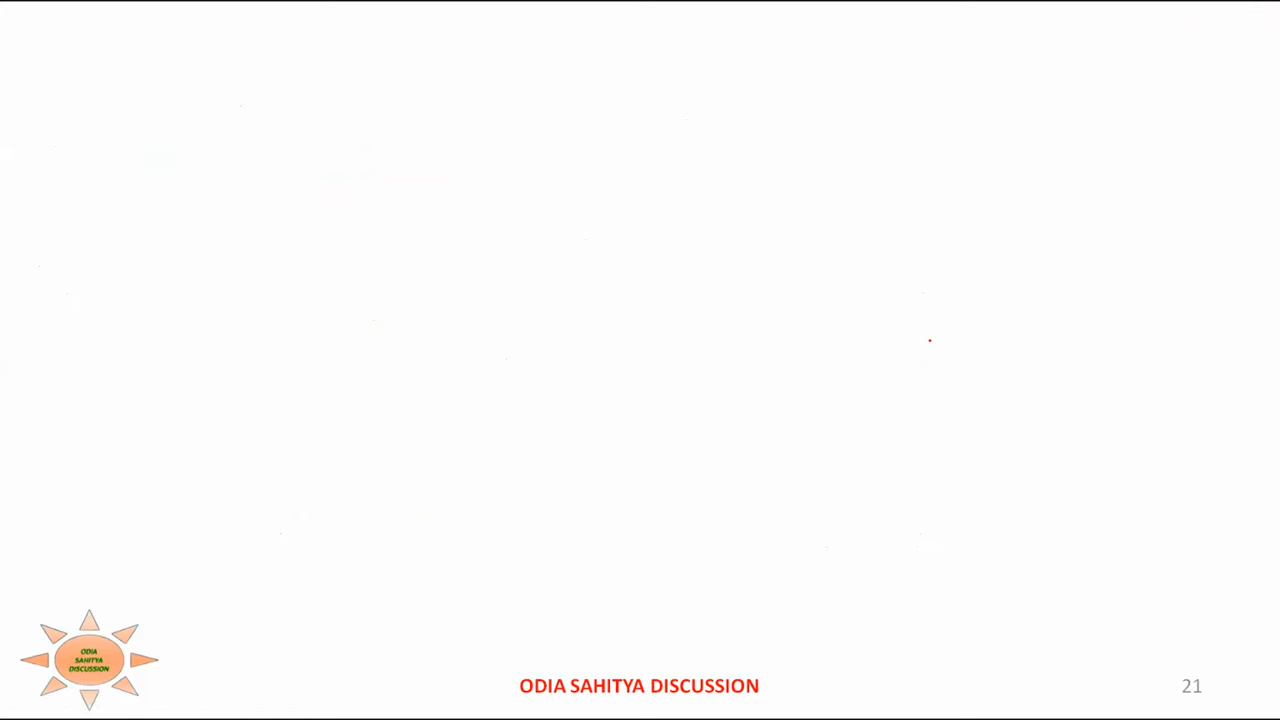 ODIA
SAHITYA
DISCUSSION
ODIA SAHITYA DISCUSSION
21